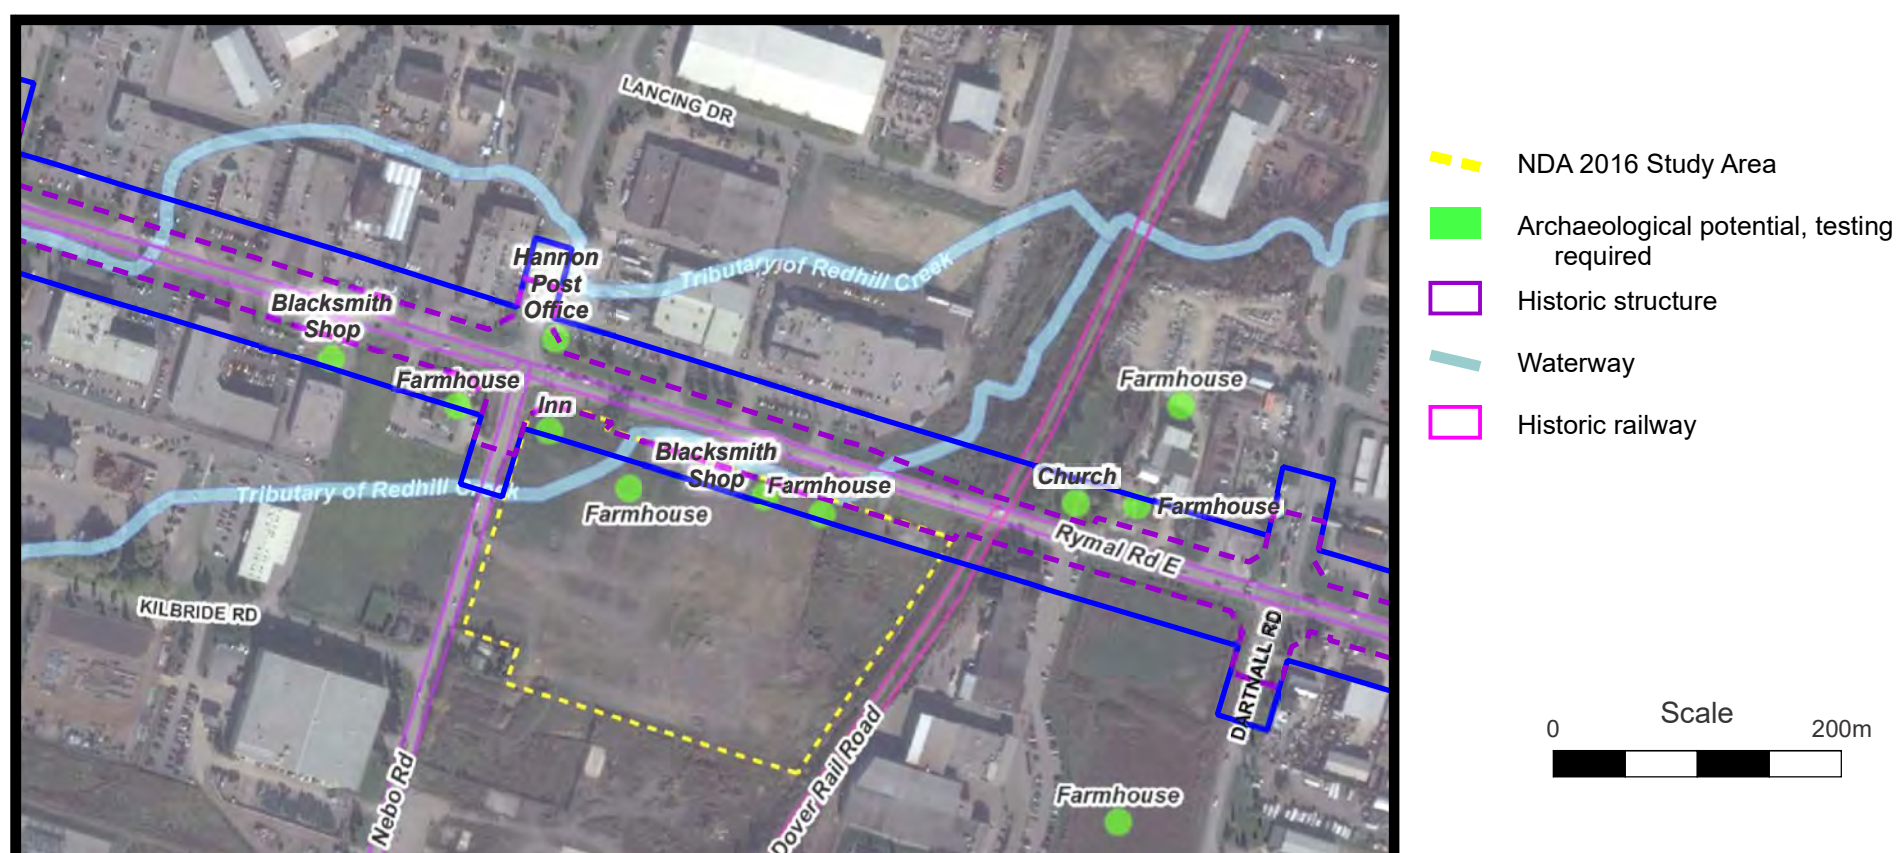 LANCING DR
Hannon
Post
Office
Tributary of Redhill Creek
Blacksmith
Shop
Farmhouse
Inn
Farmhouse
Blacksmith
Shop
Farmhouse
Church
Farmhouse
Tributary of Redhill Creek
Farmhouse
Rymal Rd E
KILBRIDE RD
DARTNALL RD
Nebo Rd
Dover Rail Road
Farmhouse
NDA 2016 Study Area
Archaeological potential, testing
required
Historic structure
Waterway
Historic railway
Scale
0
200m